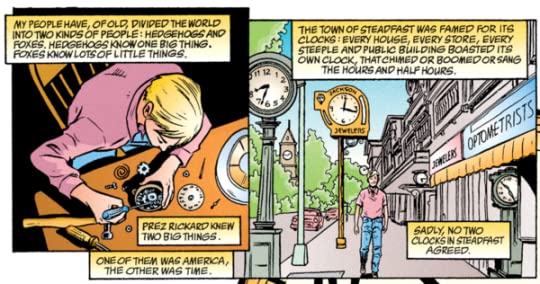 MY PEOPLE HAVE, OF OLD, DIVIDED THE WORLD
INTO TWO KINDS OF PEOPLE: HEDGEHOGS AND
FOXES. HEDGEHOGS KNOW ONE BIG THING.
FOXES KNOW LOTS OF LITTLE THINGS.
PREZ RICKARD KNEW
TWO BIG THINGS.
ONE OF THEM WAS AMERICA,
THE OTHER WAS TIME.
THE TOWN OF STEADFAST WAS FAMED FOR ITS
CLOCKS: EVERY HOUSE, EVERY STORE, EVERY
STEEPLE AND PUBLIC BUILDING BOASTED ITS
OWN CLOCK, THAT CHIMED OR BOOMED OR SANG
THE HOURS AND HALF HOURS.
JACKSON
JEWELERS
JEWELERS
OPTOMETRISTS
SADLY, NO TWO
CLOCKS IN STEADFAST
AGREED.